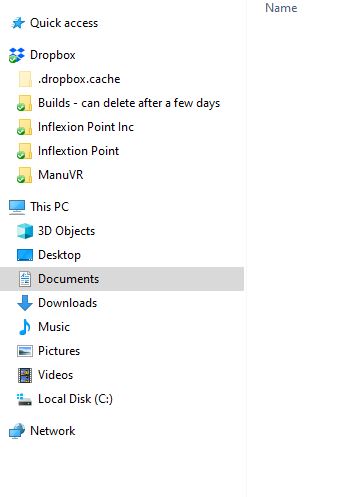 Name
Quick access
Dropbox
.dropbox.cache
Builds - can delete after a few days
Inflexion Point Inc
Inflextion Point
ManuVR
This PC
3D Objects
Desktop
Documents
Downloads
Music
Pictures
Videos
Local Disk (C:)
Network